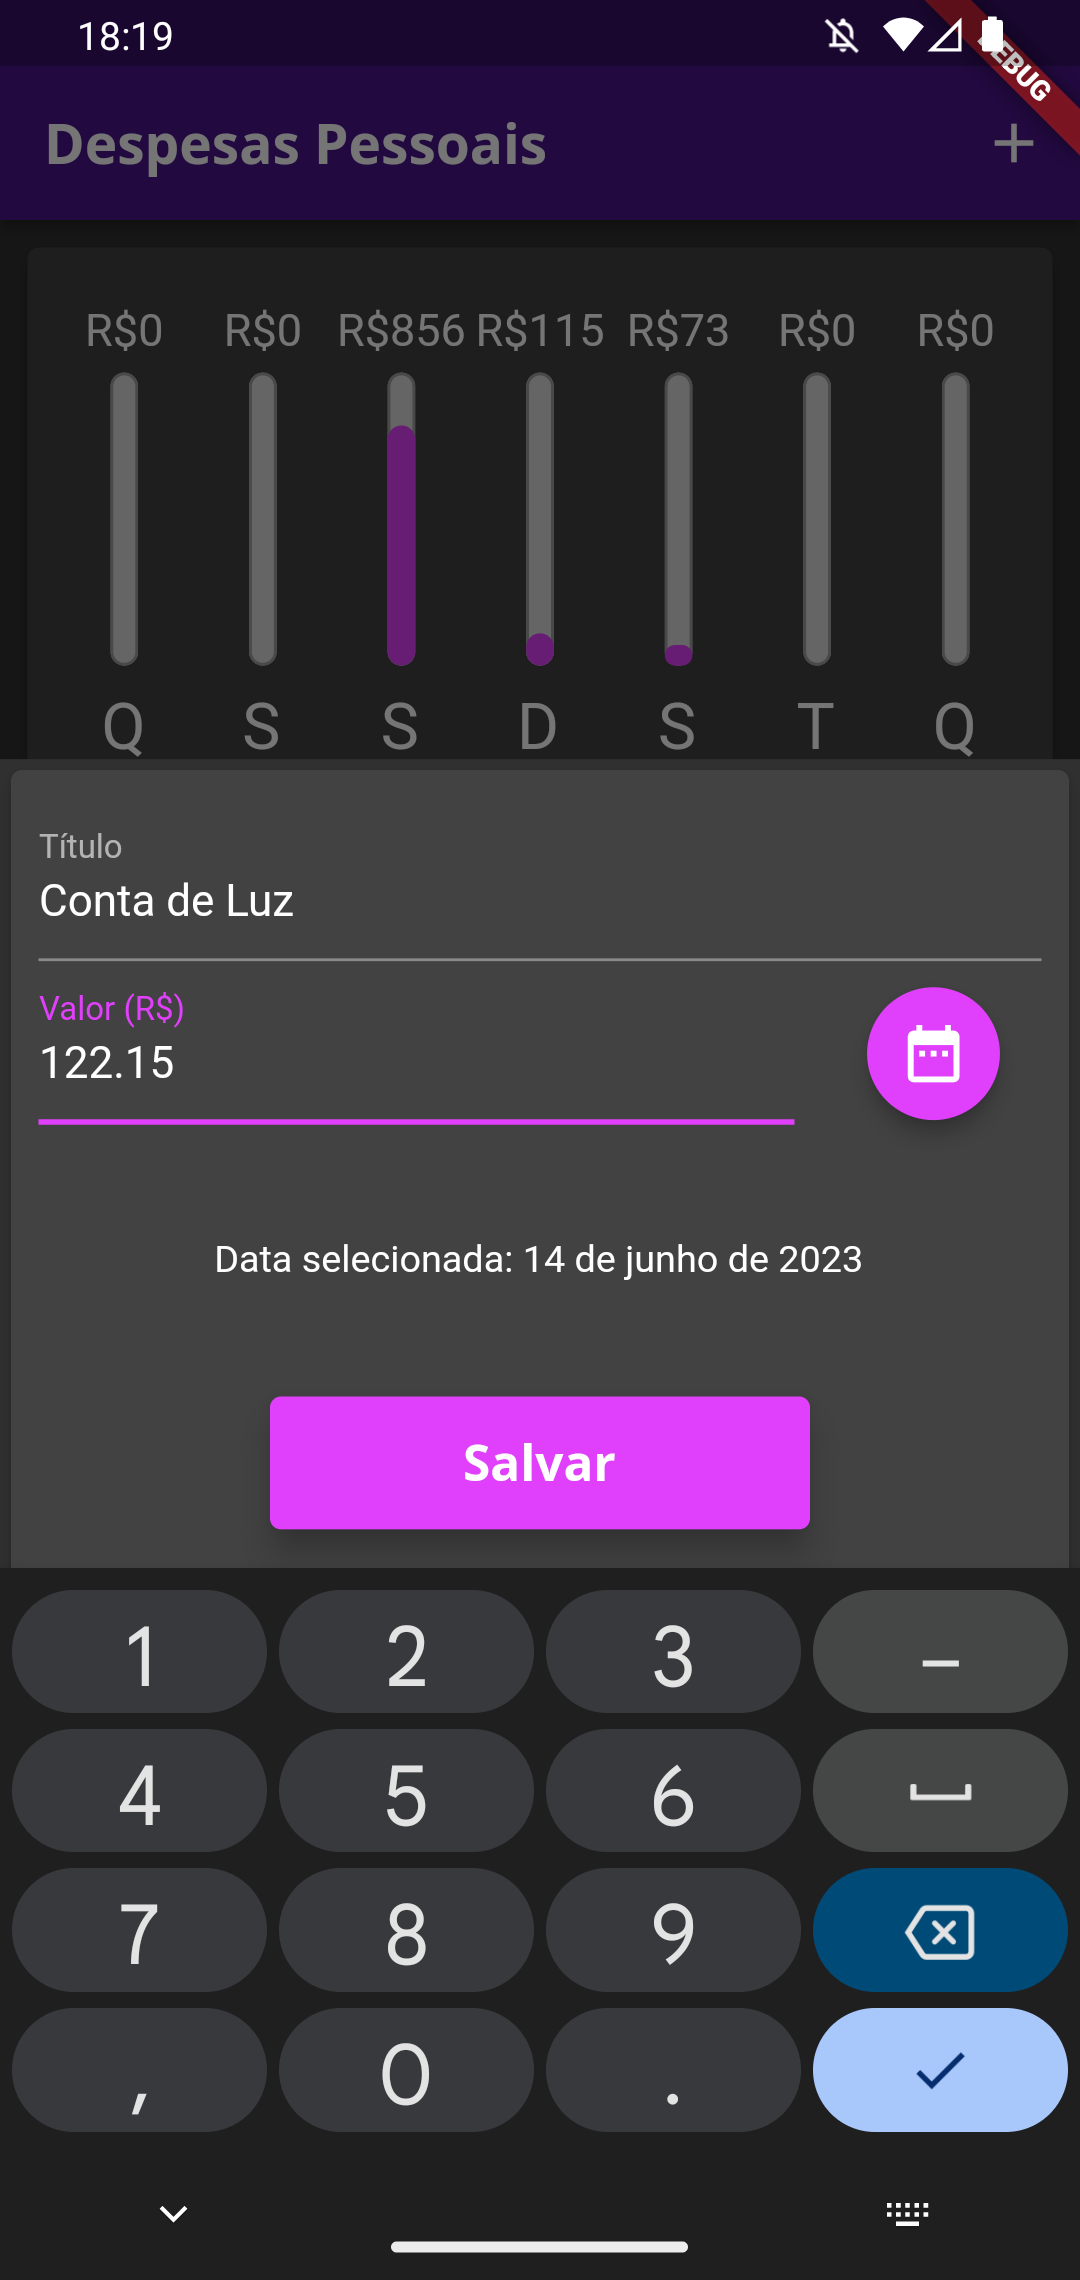 18:19
DEBUG
Despesas Pessoais
R$0 R$0 R$856 R$115 R$73 R$0 R$0
Q S S D S T Q
Título
Conta de Luz
Valor (R$)
122.15
Data selecionada: 14 de junho de 2023
Salvar
1 2 3 –
4 5 6
7 8 9
, 0 .